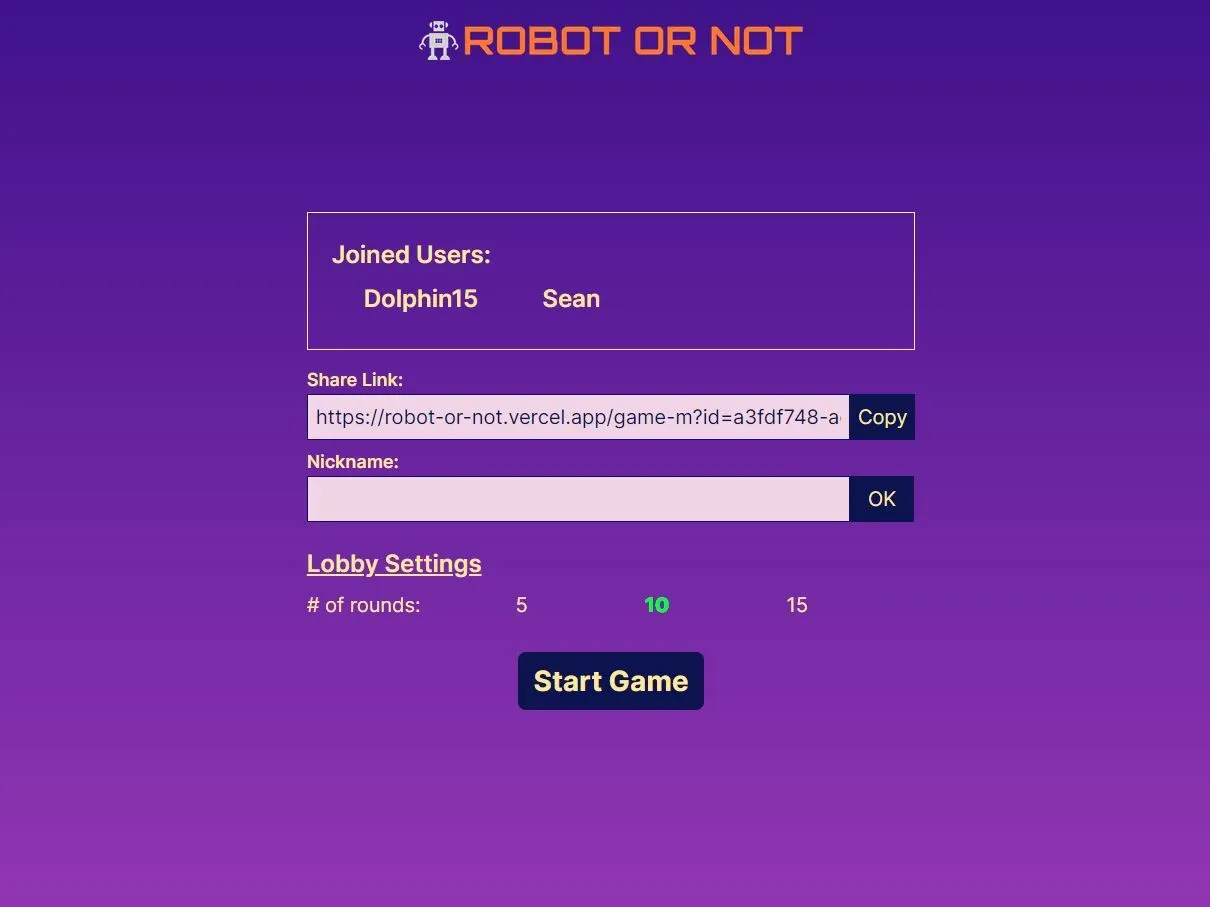 ROBOT OR NOT
Joined Users:
Dolphin15 Sean
Share Link:
https://robot-or-not.vercel.app/game-m?id=a3fdf748-a Copy
Nickname:
OK
Lobby Settings
# of rounds: 5 10 15
Start Game